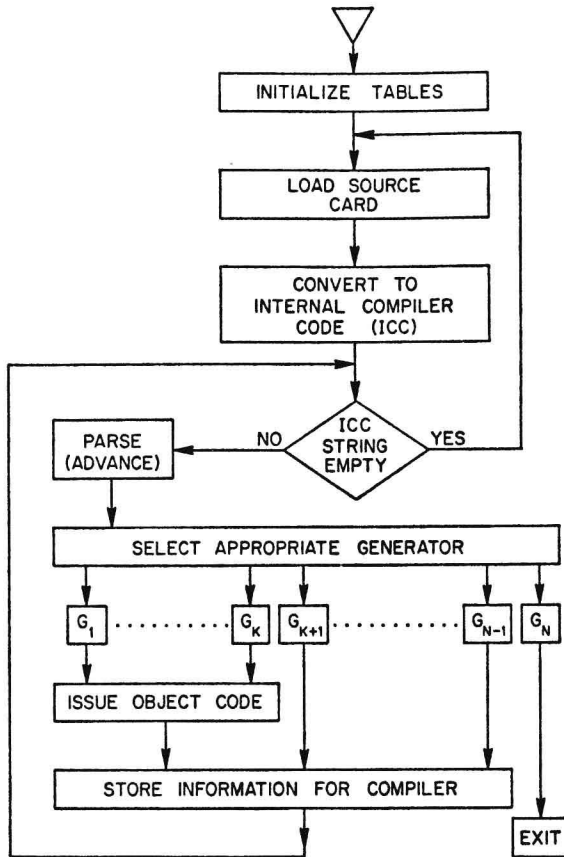 INITIALIZE TABLES
LOAD SOURCE
CARD
CONVERT TO
INTERNAL COMPILER
CODE (ICC)
ICC
STRING
EMPTY
NO
YES
PARSE
(ADVANCE)
SELECT APPROPRIATE GENERATOR
G1 ........ GK GK+1 ............ GN-1 GN
ISSUE OBJECT CODE
STORE INFORMATION FOR COMPILER
EXIT